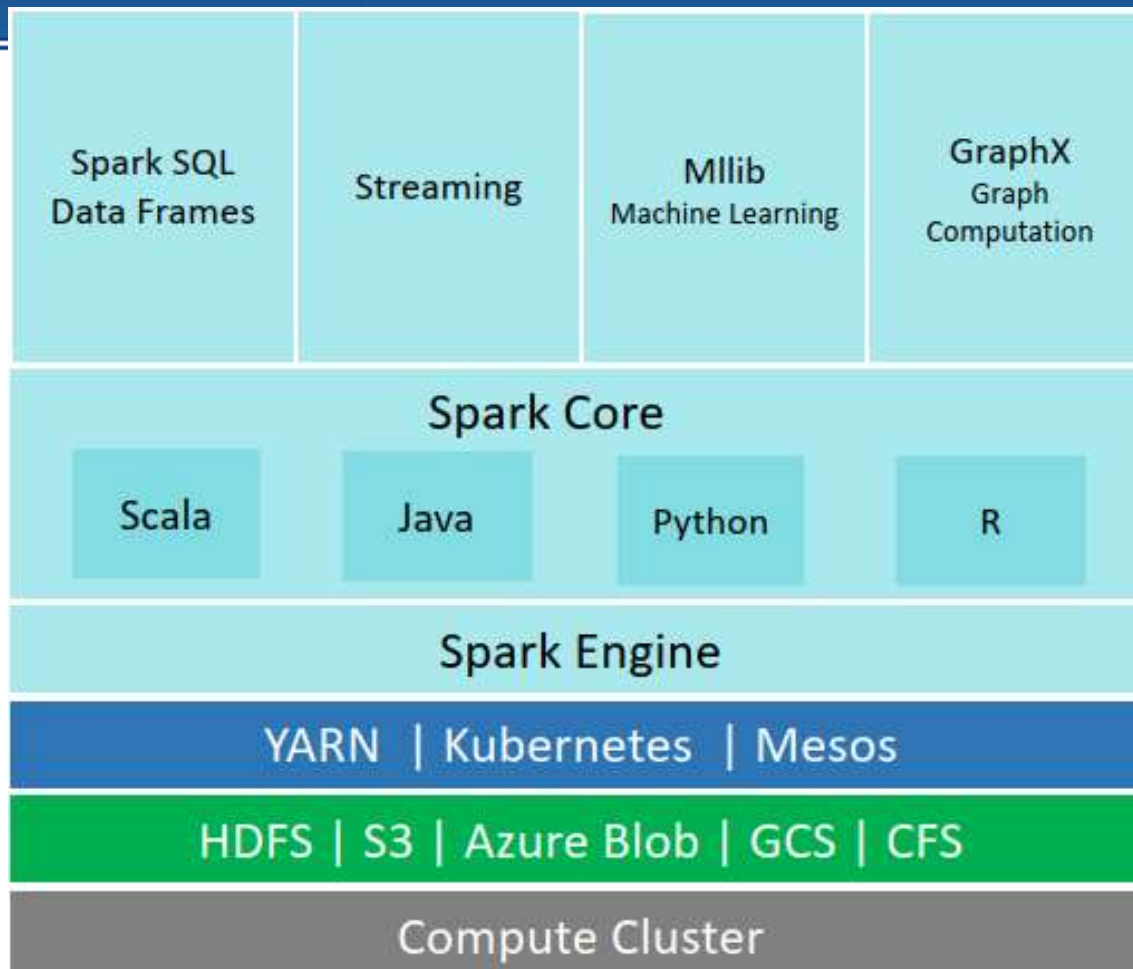 Spark SQL
Data Frames
Streaming
Mllib
Machine Learning
GraphX
Graph
Computation
Spark Core
Scala
Java
Python
R
Spark Engine
YARN | Kubernetes | Mesos
HDFS | S3 | Azure Blob | GCS | CFS
Compute Cluster